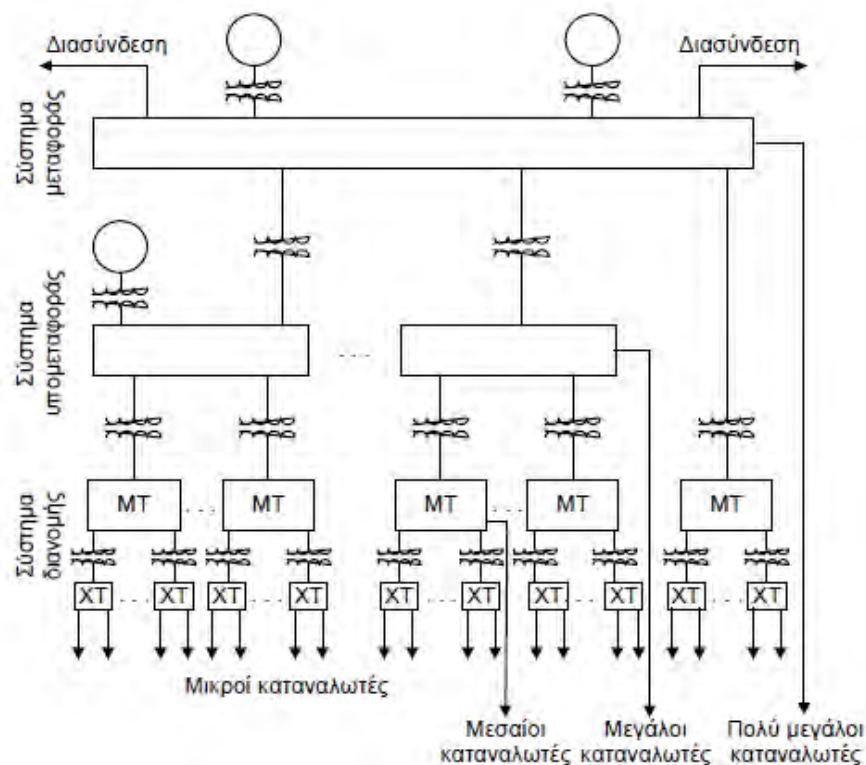 Διασύνδεση
Διασύνδεση
Σύστημα
μεταφοράς
Σύστημα
υπομεταφοράς
Σύστημα
διανομής
ΜΤ
ΜΤ
ΜΤ
ΜΤ
ΜΤ
ΧΤ
ΧΤ
ΧΤ
ΧΤ
ΧΤ
ΧΤ
ΧΤ
ΧΤ
ΧΤ
ΧΤ
Μικροί καταναλωτές
Μεσαίοι
καταναλωτές
Μεγάλοι
καταναλωτές
Πολύ μεγάλοι
καταναλωτές